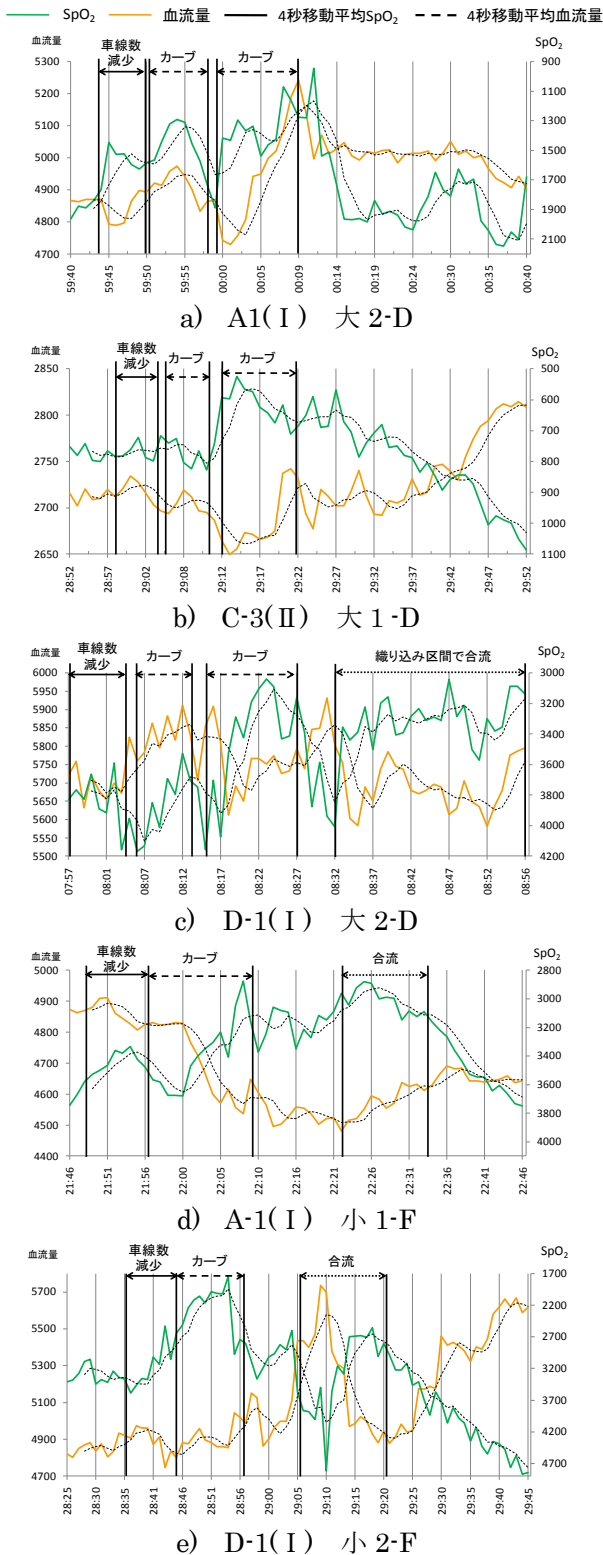 SpO₂ 血流量 4秒移動平均SpO₂ 4秒移動平均血流量
血流量 SpO₂
車線数
減少 カーブ カーブ
5300 900
5200 1200
5100 1500
5000
4900 1800
4800 2100
4700
59:40 59:45 59:50 59:55 00:00 00:05 00:09 00:14 00:19 00:24 00:30 00:35 00:40
a) A1(Ⅰ) 大 2-D
血流量 SpO₂
車線数
減少 カーブ カーブ
2850 500
2800 600
2750 700
2700 800
2650 900
1000
1100
28:52 28:57 29:02 29:08 29:12 29:17 29:22 29:27 29:32 29:37 29:42 29:47 29:52
b) C-3(Ⅱ) 大 1-D
血流量 SpO₂
車線数
減少 カーブ カーブ 織り込み区間で合流
6000 3000
5950 3200
5900
5850 3400
5800
5750 3600
5700 3800
5650
5600 4000
5550
5500 4200
07:57 08:01 08:07 08:12 08:18 08:22 08:27 08:32 08:37 08:42 08:47 08:52 08:56
c) D-1(Ⅰ) 大 2-D
血流量 SpO₂
車線数
減少 カーブ 合流
5000 2800
4900 3000
4800 3200
4700 3400
4600 3600
4500 3800
4400 4000
21:46 21:51 21:56 22:00 22:05 22:10 22:16 22:22 22:26 22:31 22:36 22:41 22:46
d) A-1(Ⅰ) 小 1-F
血流量 SpO₂
車線数
減少 カーブ 合流
5700 1700
5500 2200
5300 2700
5100 3200
4900 3700
4700 4200
4700
28:25 28:30 28:35 28:41 28:46 28:51 28:56 29:00 29:05 29:10 29:15 29:20 29:25 29:30 29:35 29:40 29:45
e) D-1(Ⅰ) 小 2-F